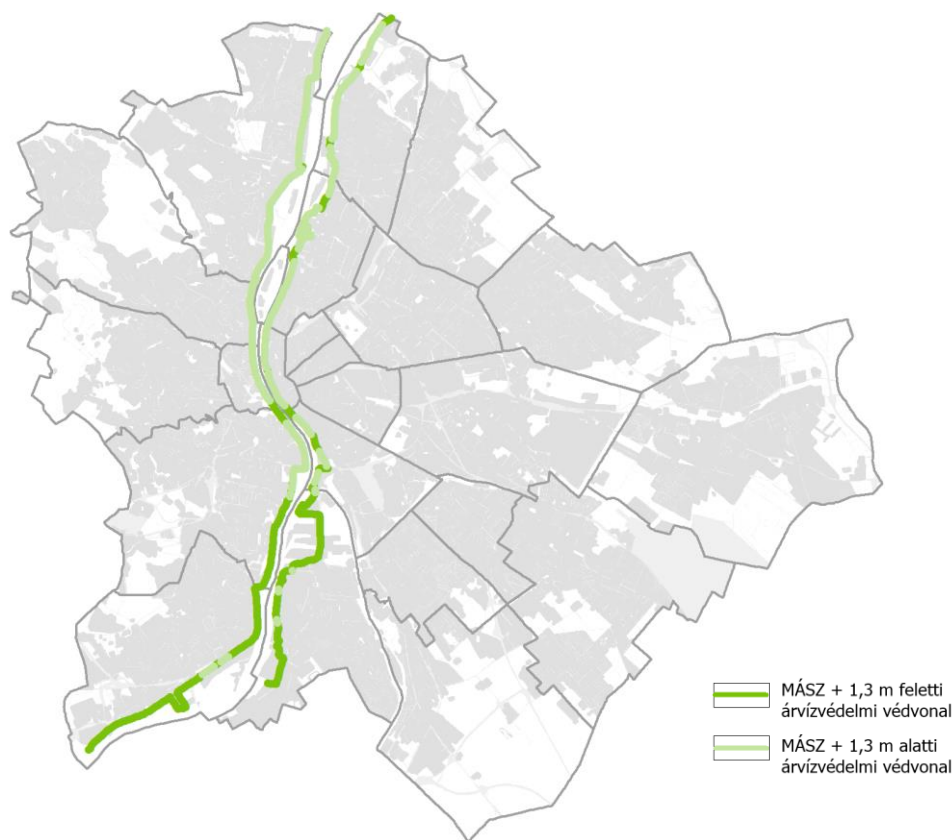 MÁSZ + 1,3 m feletti
árvízvédelmi védvonal
MÁSZ + 1,3 m alatti
árvízvédelmi védvonal